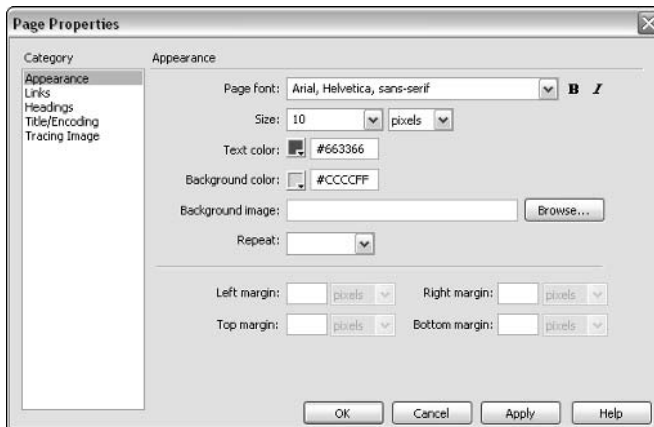 Page Properties
Category
Appearance
Links
Headings
Title/Encoding
Tracing Image
Appearance
Page font: Arial, Helvetica, sans-serif B I
Size: 10 pixels
Text color: #663366
Background color: #CCCCFF
Background image: Browse...
Repeat:
Left margin: pixels Right margin: pixels
Top margin: pixels Bottom margin: pixels
OK Cancel Apply Help